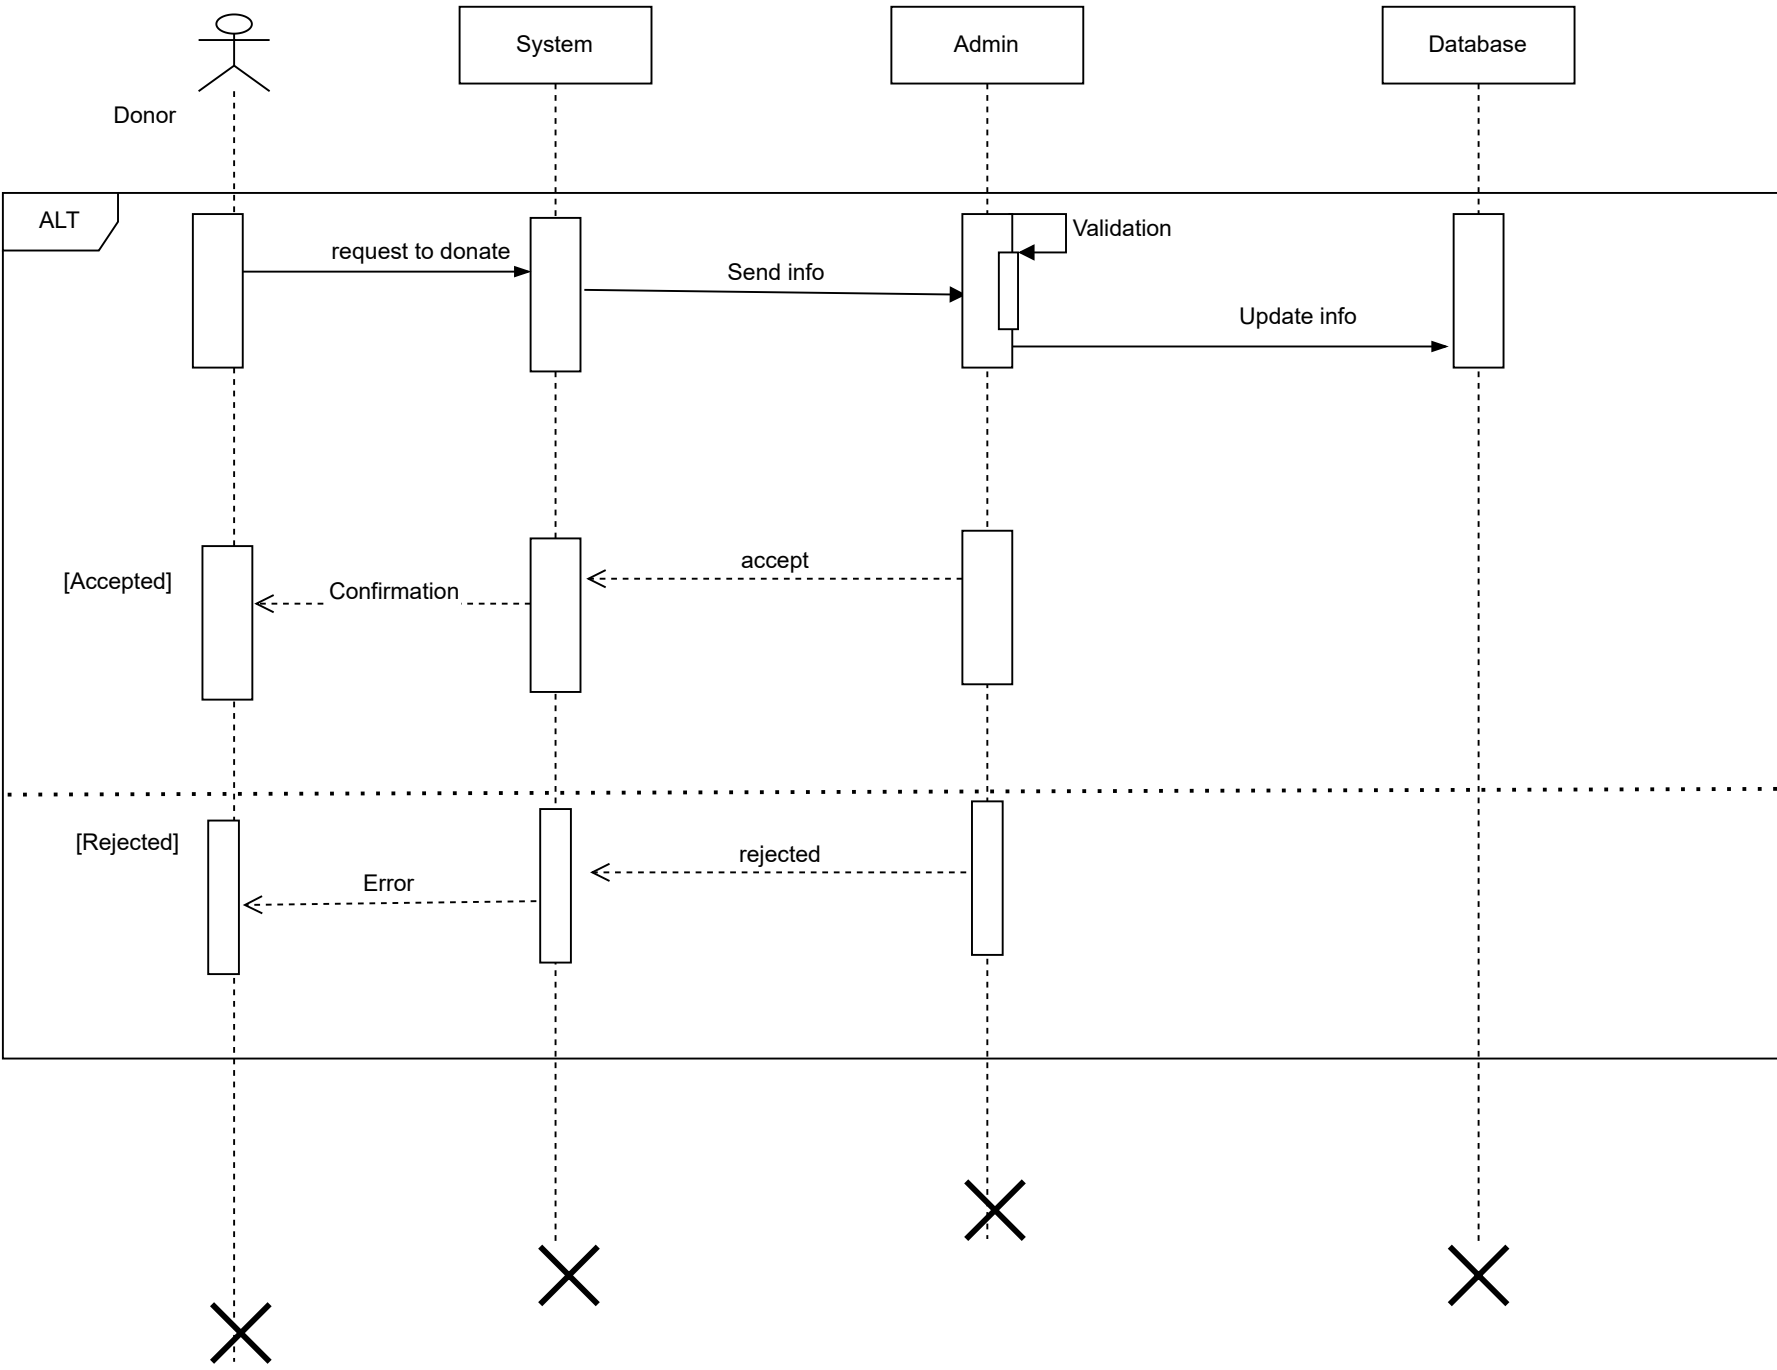 System
Admin
Database
Donor
ALT
Validation
request to donate
Send info
Update info
accept
[Accepted]
Confirmation
[Rejected]
rejected
Error